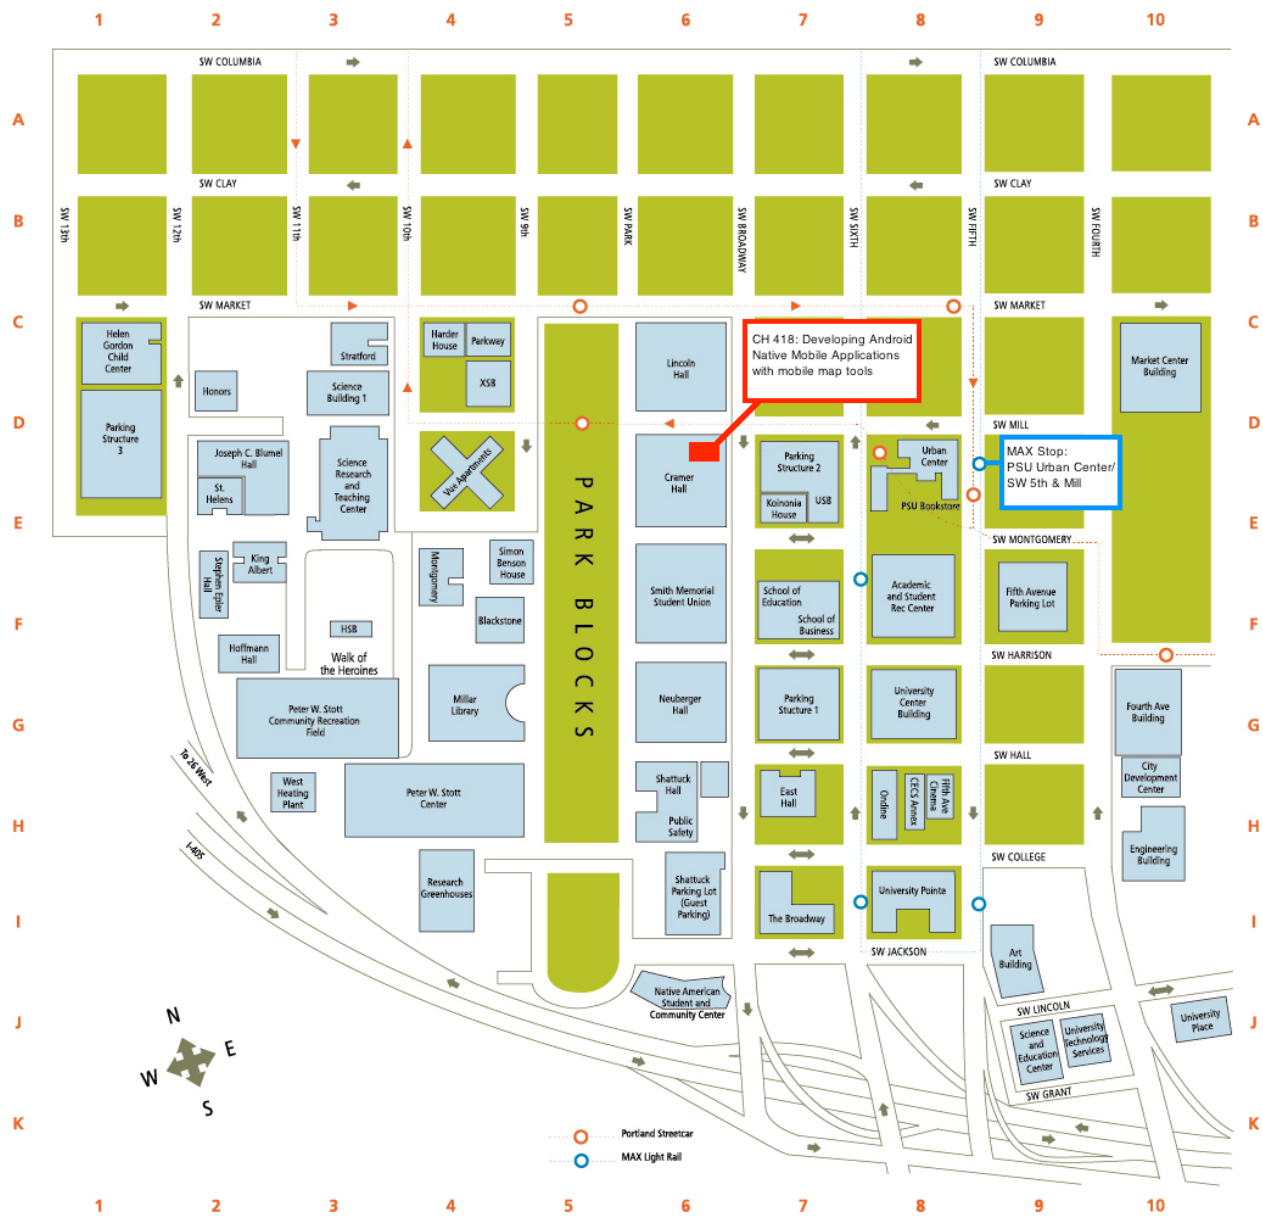 1 2 3 4 5 6 7 8 9 10
SW COLUMBIA
SW COLUMBIA
A
A
SW CLAY
SW CLAY
B
B
SW 13th
SW 12th
SW 11th
SW 10th
SW 9th
SW PARK
SW BROADWAY
SW SIXTH
SW FIFTH
SW FOURTH
SW MARKET
SW MARKET
C
C
Helen
Gordon
Child
Center
Stratford
Harder
House
Parkway
XSB
Lincoln
Hall
CH 418: Developing Android
Native Mobile Applications
with mobile map tools
Market Center
Building
Honors
Science
Building 1
D
D
SW MILL
Parking
Structure
3
Joseph C. Blumel
Hall
St.
Helens
Science
Research
and
Teaching
Center
Vue Apartments
Cramer
Hall
Parking
Structure 2
Koinonia
House
USB
Urban
Center
PSU Bookstore
MAX Stop:
PSU Urban Center/
SW 5th & Mill
E
E
SW MONTGOMERY
PARK BLOCKS
Stephen Epler
Hall
King
Albert
Montgomery
Simon
Benson
House
Blackstone
Smith Memorial
Student Union
School of
Education
School of
Business
Academic
and Student
Rec Center
Fifth Avenue
Parking Lot
F
F
HSB
Hoffmann
Hall
Walk of
the Heroines
SW HARRISON
Peter W. Stott
Community Recreation
Field
Millar
Library
Neuberger
Hall
Parking
Stucture 1
University
Center
Building
Fourth Ave
Building
G
G
SW HALL
To 26 West
West
Heating
Plant
Peter W. Stott
Center
Shattuck
Hall
Public
Safety
East
Hall
Ondine
CECS Annex
Fifth Ave
Cinema
City
Development
Center
H
H
I-405
SW COLLEGE
Engineering
Building
Research
Greenhouses
Shattuck
Parking Lot
(Guest
Parking)
The Broadway
University Pointe
I
I
SW JACKSON
Art
Building
Native American
Student and
Community Center
SW LINCOLN
J
J
N
E
W
S
Science
and
Education
Center
University
Technology
Services
University
Place
SW GRANT
K
K
Portland Streetcar
MAX Light Rail
1 2 3 4 5 6 7 8 9 10